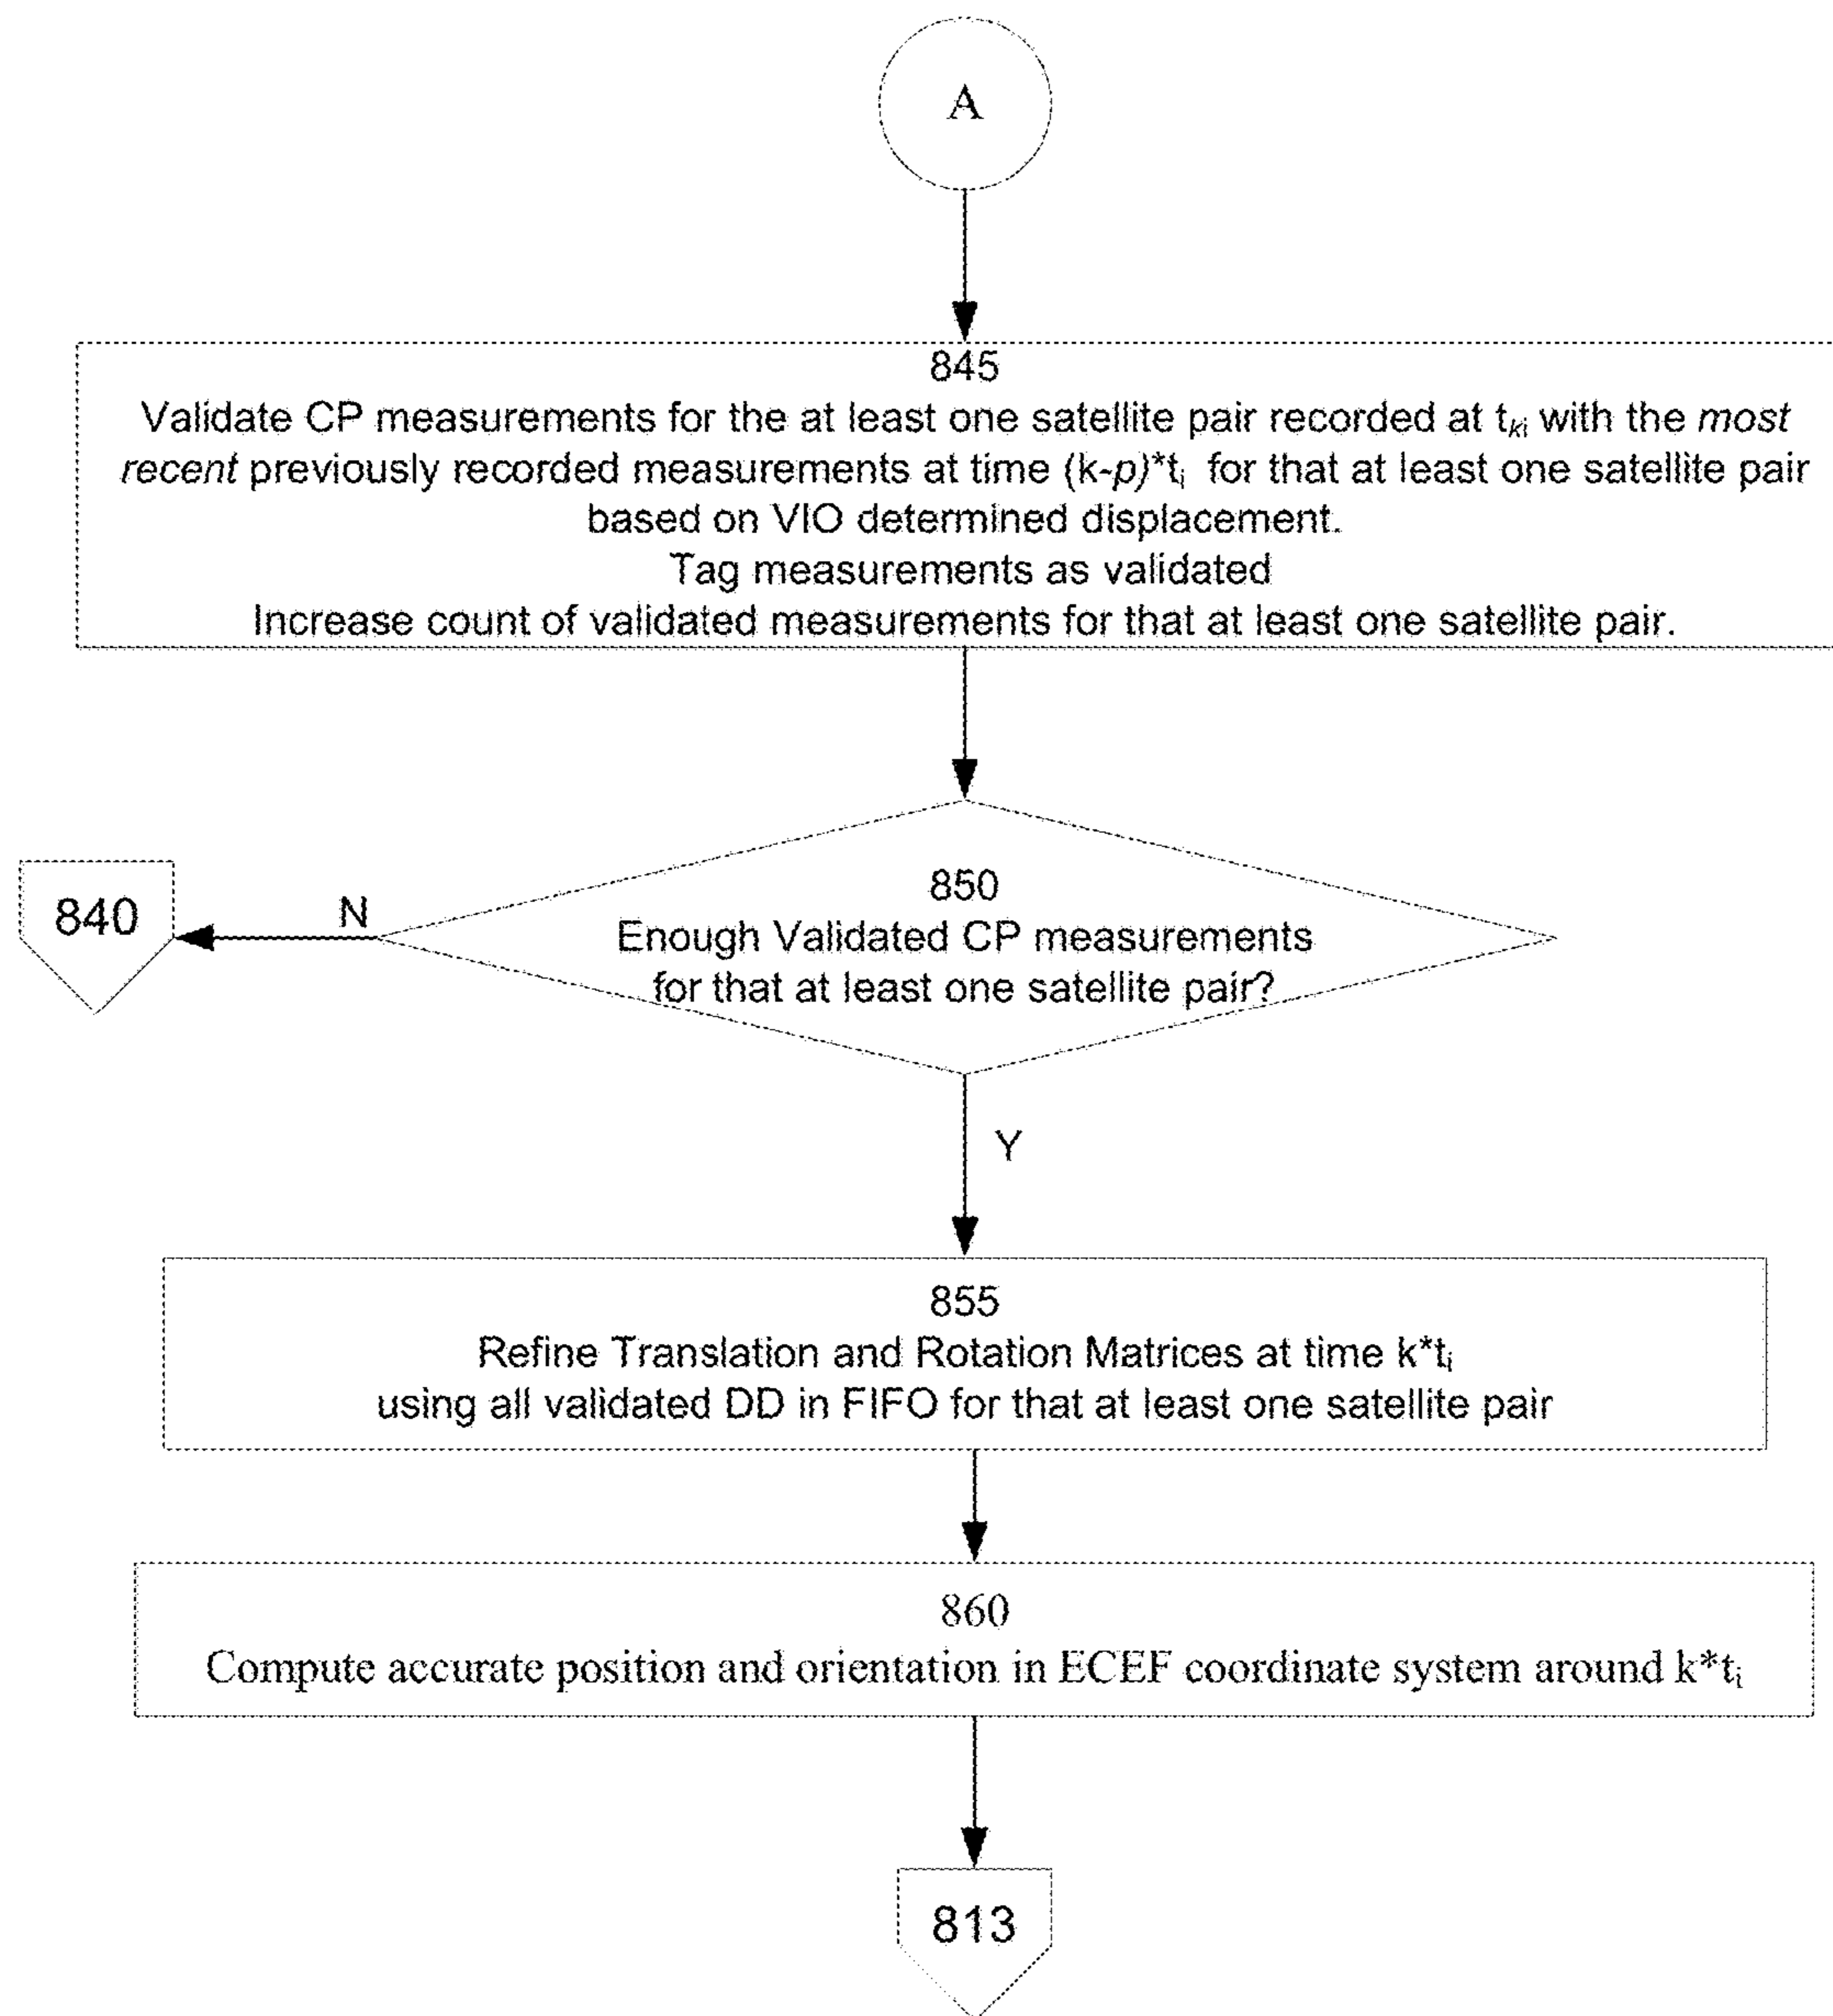 A
845
Validate CP measurements for the at least one satellite pair recorded at tₖᵢ with the most
recent previously recorded measurements at time (k-p)*tᵢ for that at least one satellite pair
based on VIO determined displacement.
Tag measurements as validated
Increase count of validated measurements for that at least one satellite pair.
850
Enough Validated CP measurements
for that at least one satellite pair?
N
840
Y
855
Refine Translation and Rotation Matrices at time k*tᵢ
using all validated DD in FIFO for that at least one satellite pair
860
Compute accurate position and orientation in ECEF coordinate system around k*tᵢ
813